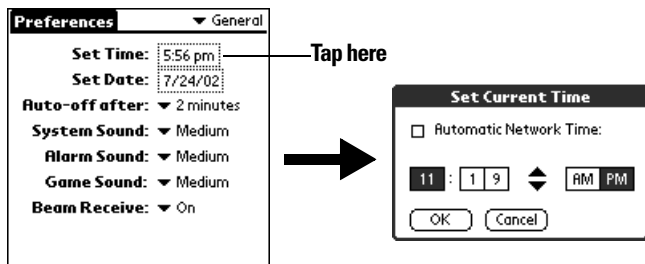 Preferences General
Set Time: 5:56 pm
Tap here
Set Date: 7/24/02
Auto-off after: 2 minutes
System Sound: Medium
Alarm Sound: Medium
Game Sound: Medium
Beam Receive: On
Set Current Time
Automatic Network Time:
11 : 1 9 AM PM
OK Cancel